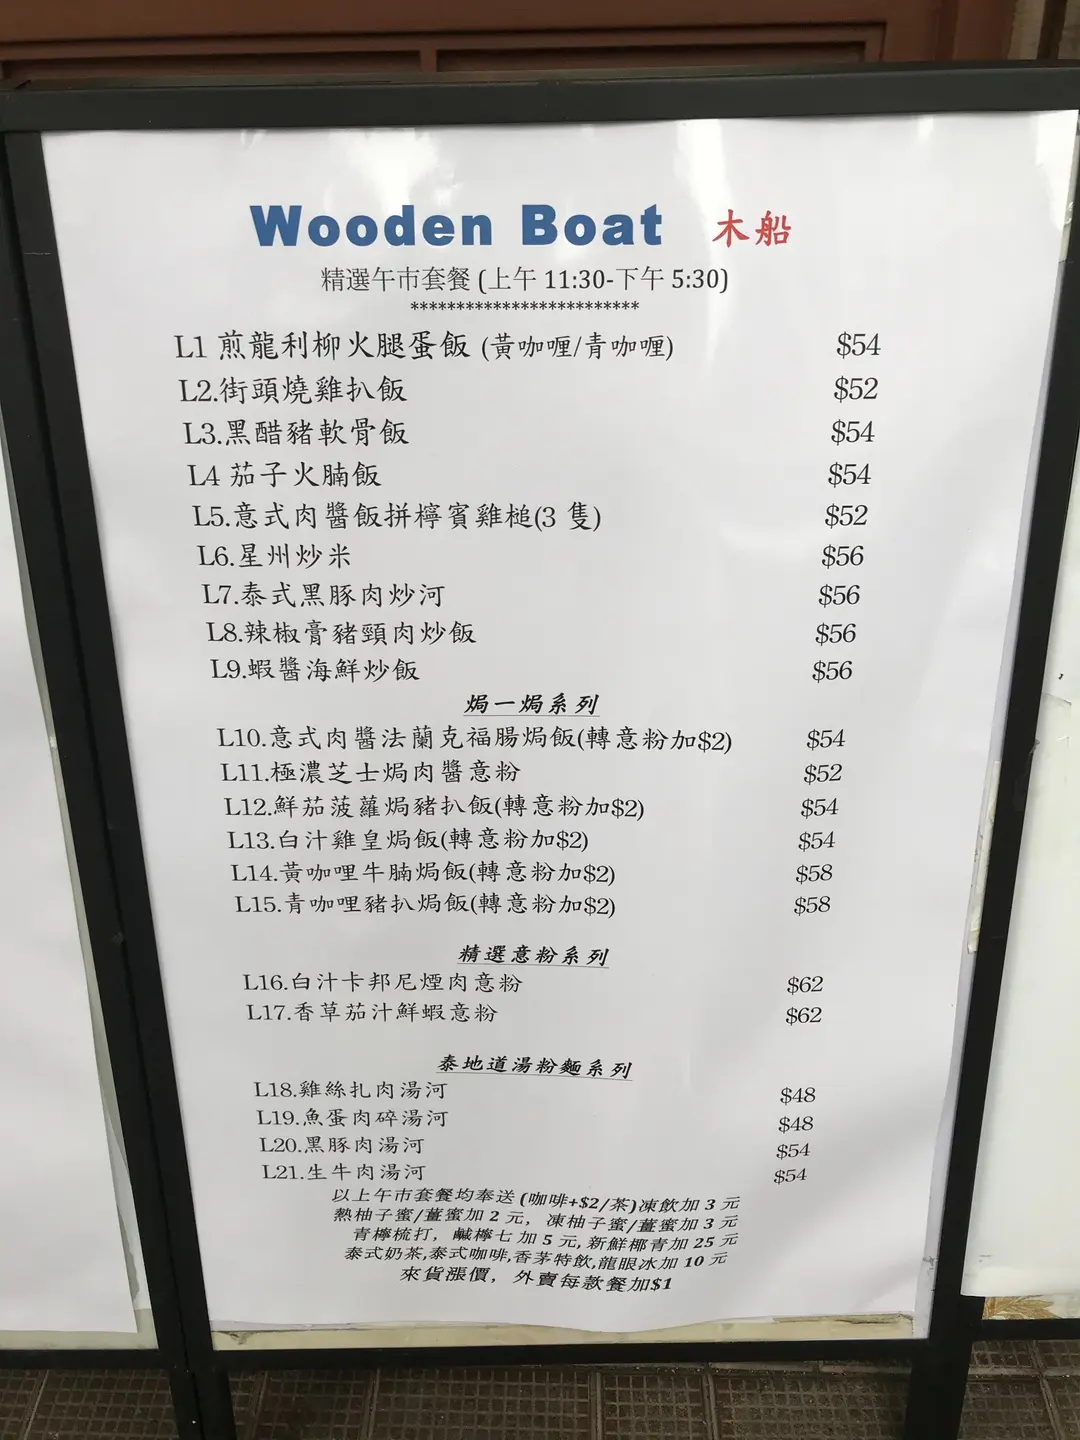 Wooden Boat 木船
精選午市套餐 (上午 11:30-下午 5:30)
*************************
L1 煎龍利柳火腿蛋飯 (黃咖喱/青咖喱) $54
L2.街頭燒雞扒飯 $52
L3.黑醋豬軟骨飯 $54
L4 茄子火腩飯 $54
L5.意式肉醬飯拼檸賓雞槌(3 隻) $52
L6.星州炒米 $56
L7.泰式黑豚肉炒河 $56
L8.辣椒膏豬頸肉炒飯 $56
L9.蝦醬海鮮炒飯 $56
焗一焗系列
L10.意式肉醬法蘭克福腸焗飯(轉意粉加$2) $54
L11.極濃芝士焗肉醬意粉 $52
L12.鮮茄菠蘿焗豬扒飯(轉意粉加$2) $54
L13.白汁雞皇焗飯(轉意粉加$2) $54
L14.黃咖哩牛腩焗飯(轉意粉加$2) $58
L15.青咖哩豬扒焗飯(轉意粉加$2) $58
精選意粉系列
L16.白汁卡邦尼煙肉意粉 $62
L17.香草茄汁鮮蝦意粉 $62
泰地道湯粉麵系列
L18.雞絲扎肉湯河 $48
L19.魚蛋肉碎湯河 $48
L20.黑豚肉湯河 $54
L21.生牛肉湯河 $54
以上午市套餐均奉送 (咖啡+$2/茶)凍飲加 3 元
熱柚子蜜/薑蜜加 2 元, 凍柚子蜜/薑蜜加 3 元
青檸梳打, 鹹檸七 加 5 元,新鮮椰青加 25 元
泰式奶茶,泰式咖啡,香茅特飲,龍眼冰加 10 元
來貨漲價, 外賣每款餐加$1